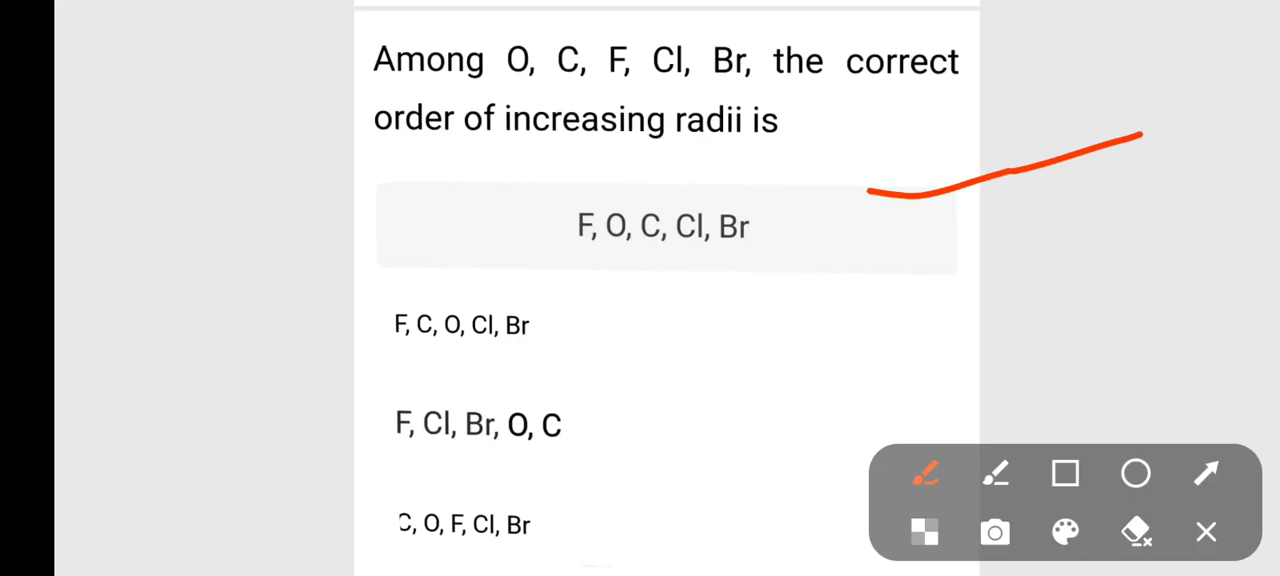 Among O, C, F, Cl, Br, the correct
order of increasing radii is
F, O, C, Cl, Br
F, C, O, Cl, Br
F, Cl, Br, O, C
C, O, F, Cl, Br